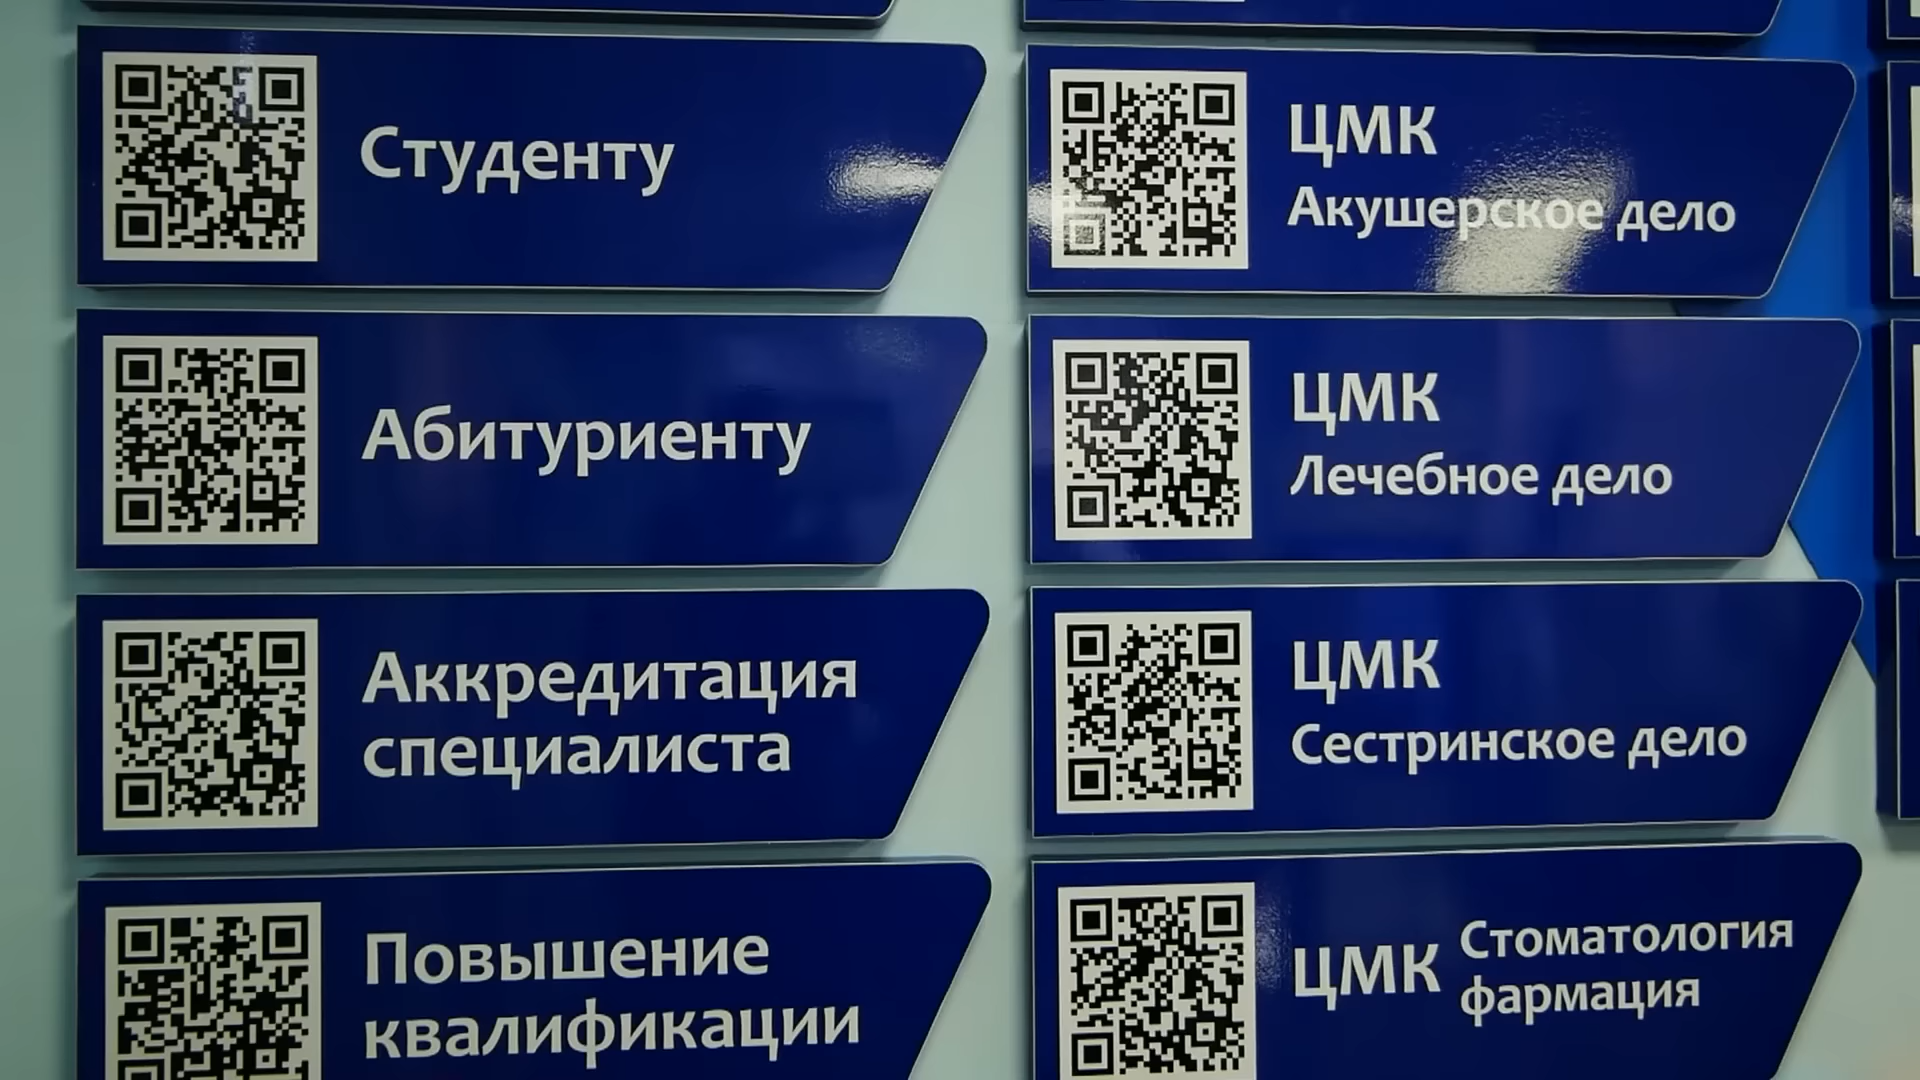 Студенту
Абитуриенту
Аккредитация
специалиста
Повышение
квалификации
ЦМК
Акушерское дело
ЦМК
Лечебное дело
ЦМК
Сестринское дело
ЦМК
Стоматология
фармация